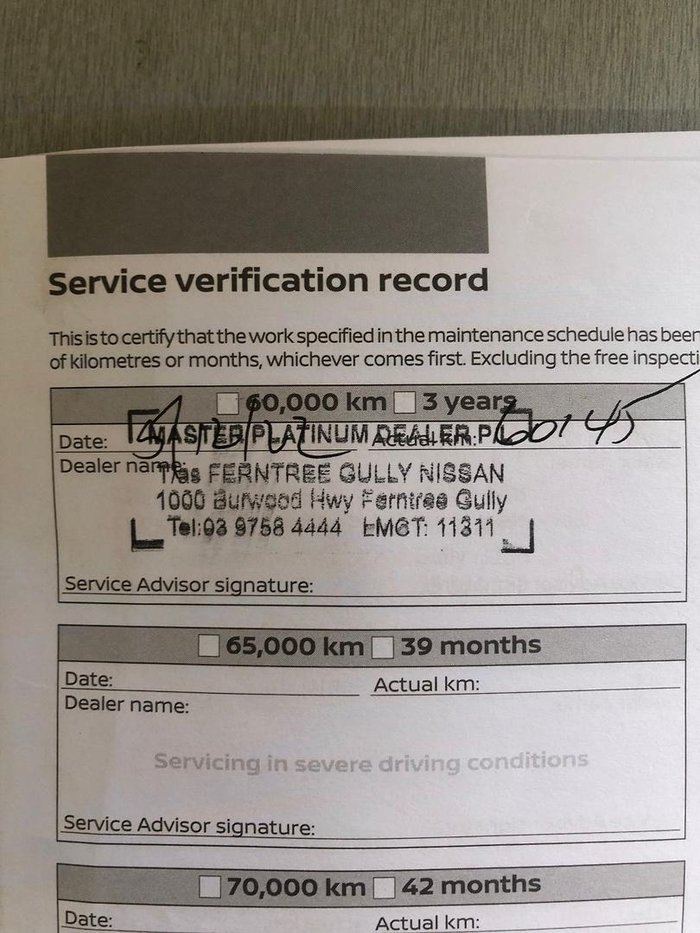 Service verification record
This is to certify that the work specified in the maintenance schedule has been
of kilometres or months, whichever comes first. Excluding the free inspecti
60,000 km 3 years
Date: Actual km: 60145
MASTER PLATINUM DEALER P/L
Dealer name:
T/as FERNTREE GULLY NISSAN
1000 Burwood Hwy Ferntree Gully
Tel:03 9758 4444 LMCT: 11311
Service Advisor signature:
65,000 km 39 months
Date: Actual km:
Dealer name:
Servicing in severe driving conditions
Service Advisor signature:
70,000 km 42 months
Date: Actual km: